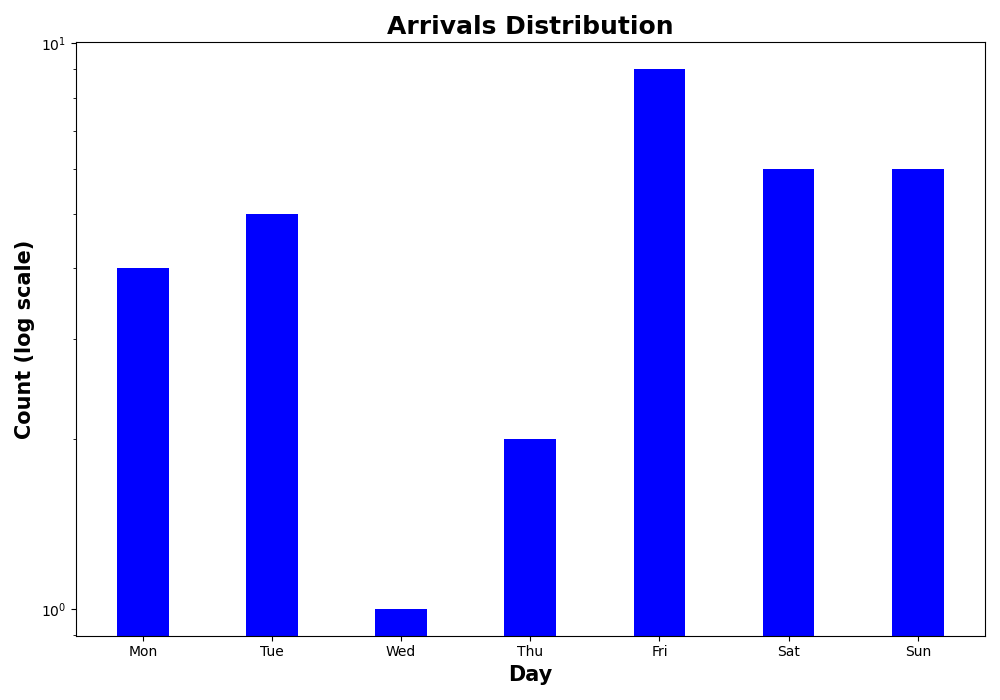 Arrivals Distribution
Count (log scale)
10¹
10⁰
Mon Tue Wed Thu Fri Sat Sun
Day